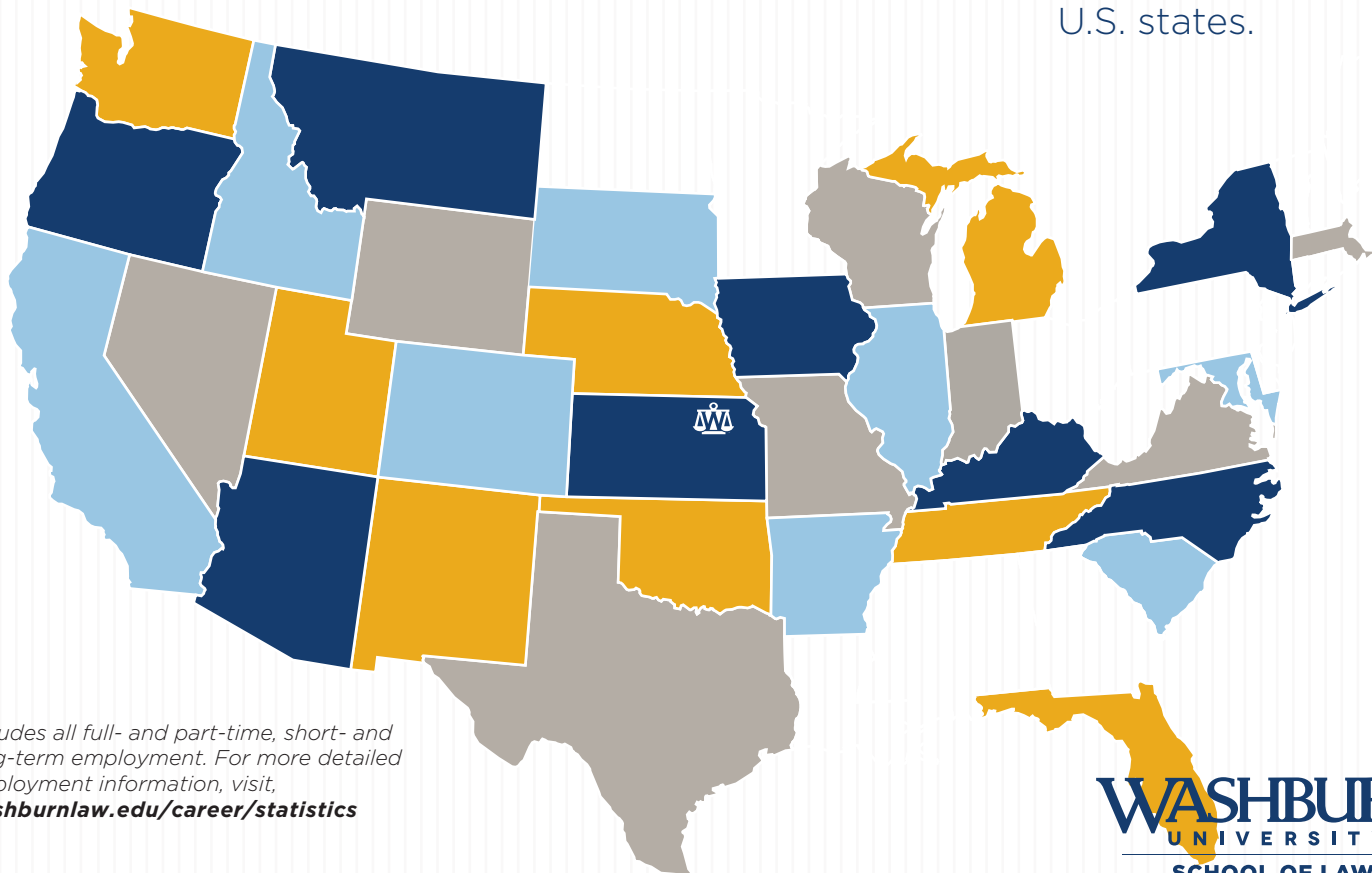 U.S. states.
W
udes all full- and part-time, short- and
g-term employment. For more detailed
ployment information, visit,
shburnlaw.edu/career/statistics
WASHBUR
UNIVERSIT
SCHOOL OF LAW